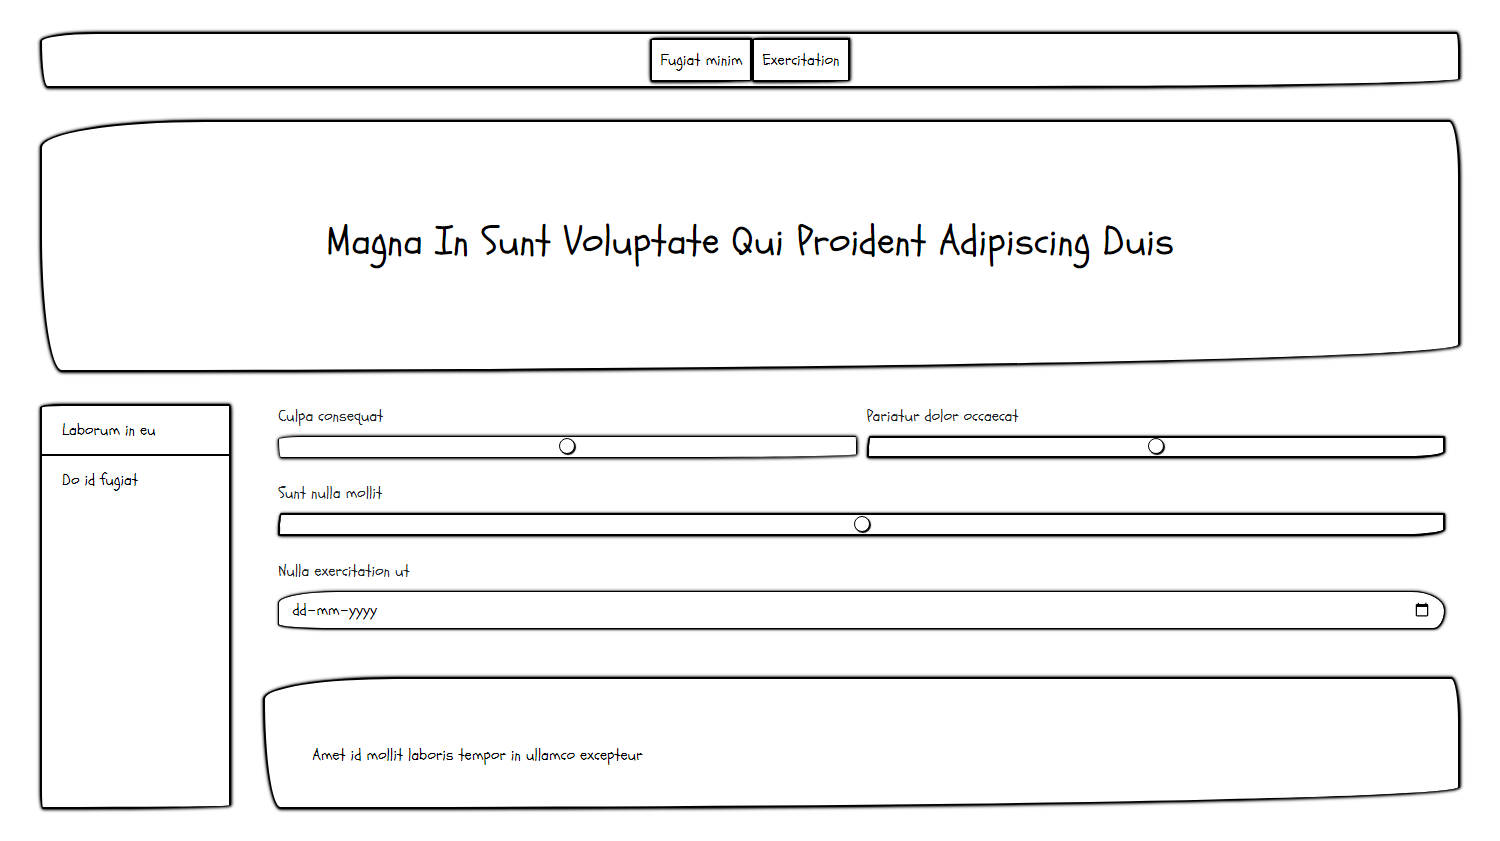 Fugiat minim Exercitation
Magna In Sunt Voluptate Qui Proident Adipiscing Duis
Laborum in eu
Do id fugiat
Culpa consequat
Pariatur dolor occaecat
Sunt nulla mollit
Nulla exercitation ut
dd-mm-yyyy
Amet id mollit laboris tempor in ullamco excepteur